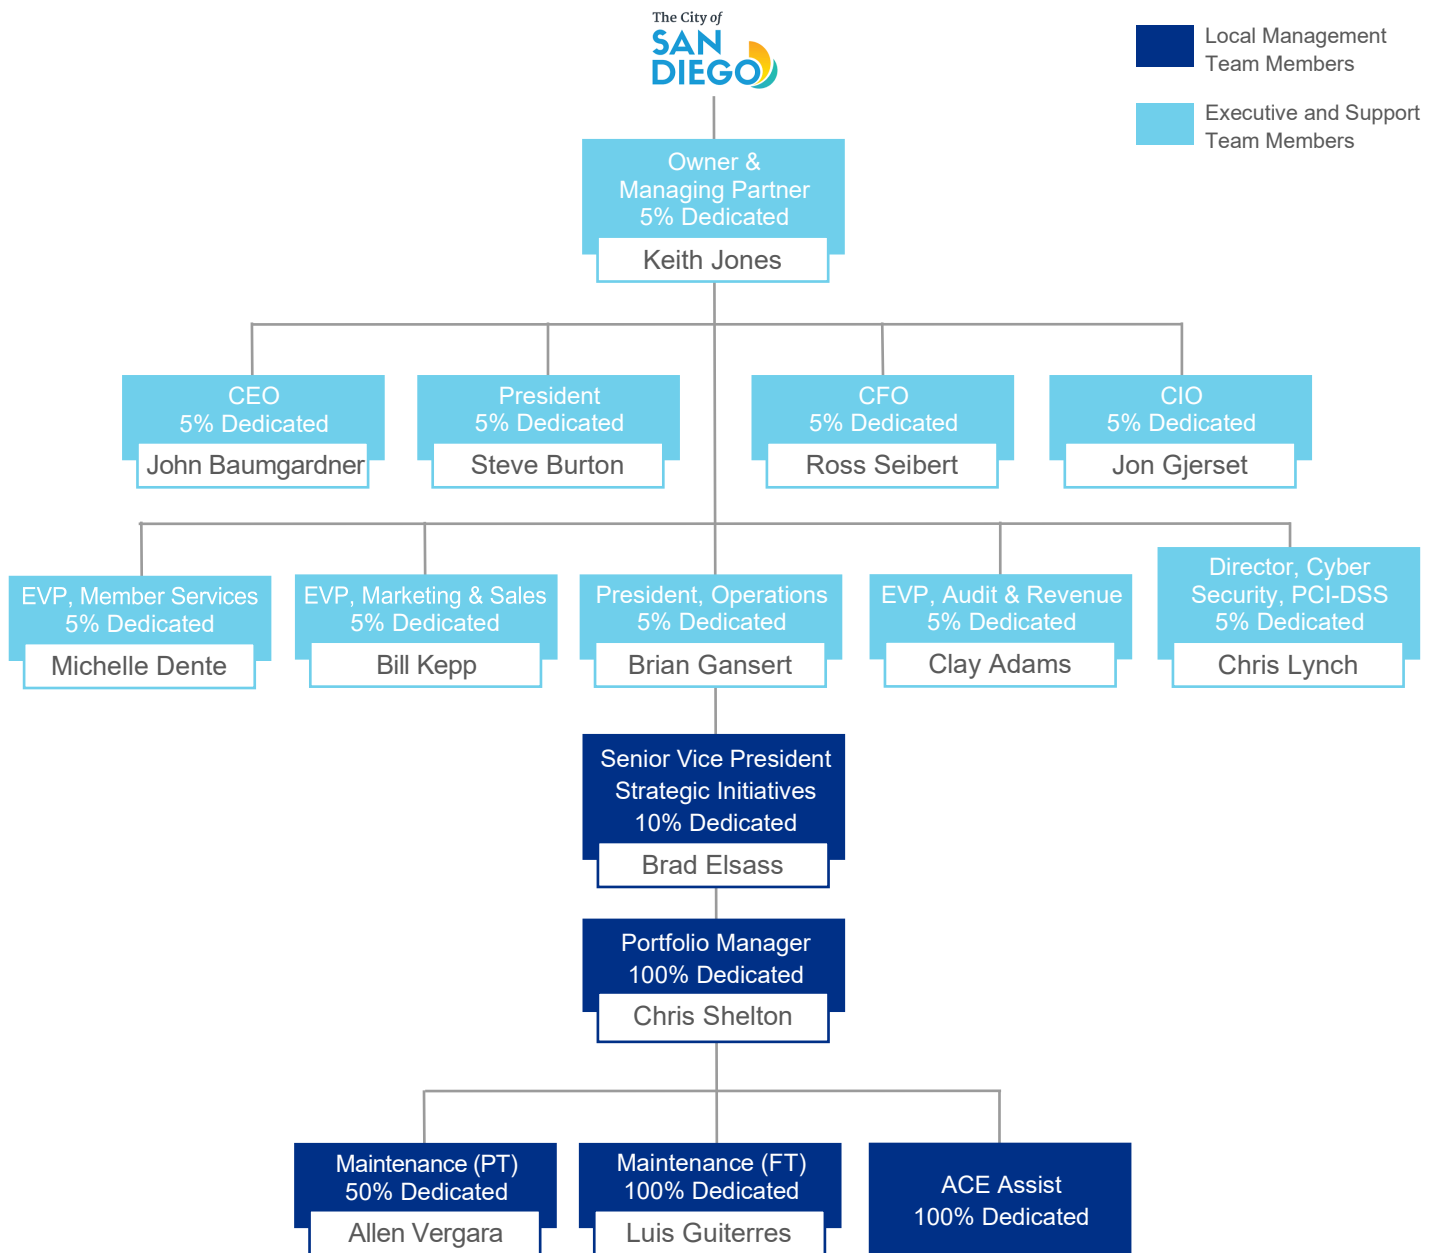 The City of
SAN
DIEGO
Local Management
Team Members
Executive and Support
Team Members
Owner &
Managing Partner
5% Dedicated
Keith Jones
CEO
5% Dedicated
John Baumgardner
President
5% Dedicated
Steve Burton
CFO
5% Dedicated
Ross Seibert
CIO
5% Dedicated
Jon Gjerset
EVP, Member Services
5% Dedicated
Michelle Dente
EVP, Marketing & Sales
5% Dedicated
Bill Kepp
President, Operations
5% Dedicated
Brian Gansert
EVP, Audit & Revenue
5% Dedicated
Clay Adams
Director, Cyber
Security, PCI-DSS
5% Dedicated
Chris Lynch
Senior Vice President
Strategic Initiatives
10% Dedicated
Brad Elsass
Portfolio Manager
100% Dedicated
Chris Shelton
Maintenance (PT)
50% Dedicated
Allen Vergara
Maintenance (FT)
100% Dedicated
Luis Guiterres
ACE Assist
100% Dedicated